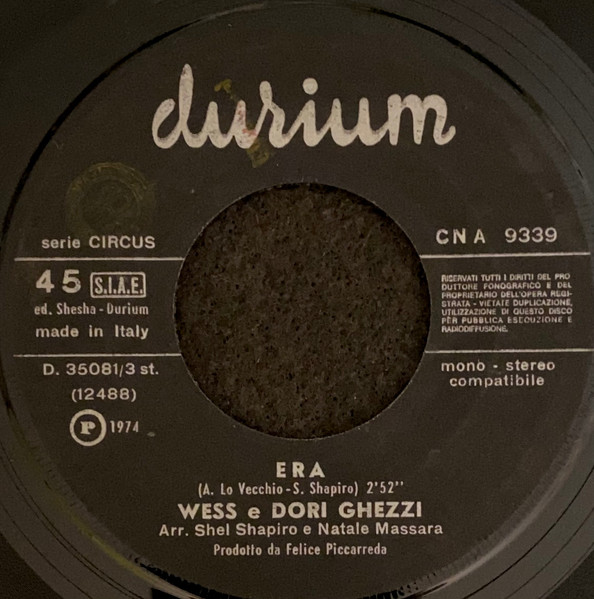 durium
serie CIRCUS
CNA 9339
45 S.I.A.E.
ed. Shesha - Durium
made in Italy
RISERVATI TUTTI I DIRITTI DEL PRO
DUTTORE FONOGRAFICO E DEL
PROPRIETARIO DELL'OPERA REGI-
STRATA - VIETATE DUPLICAZIONE,
UTILIZZAZIONE DI QUESTO DISCO
PER PUBBLICA ESECUZIONE E
RADIODIFFUSIONE.
D. 35081/3 st.
(12488)
P 1974
mono - stereo
compatibile
ERA
(A. Lo Vecchio - S. Shapiro) 2'52''
WESS e DORI GHEZZI
Arr. Shel Shapiro e Natale Massara
Prodotto da Felice Piccarreda